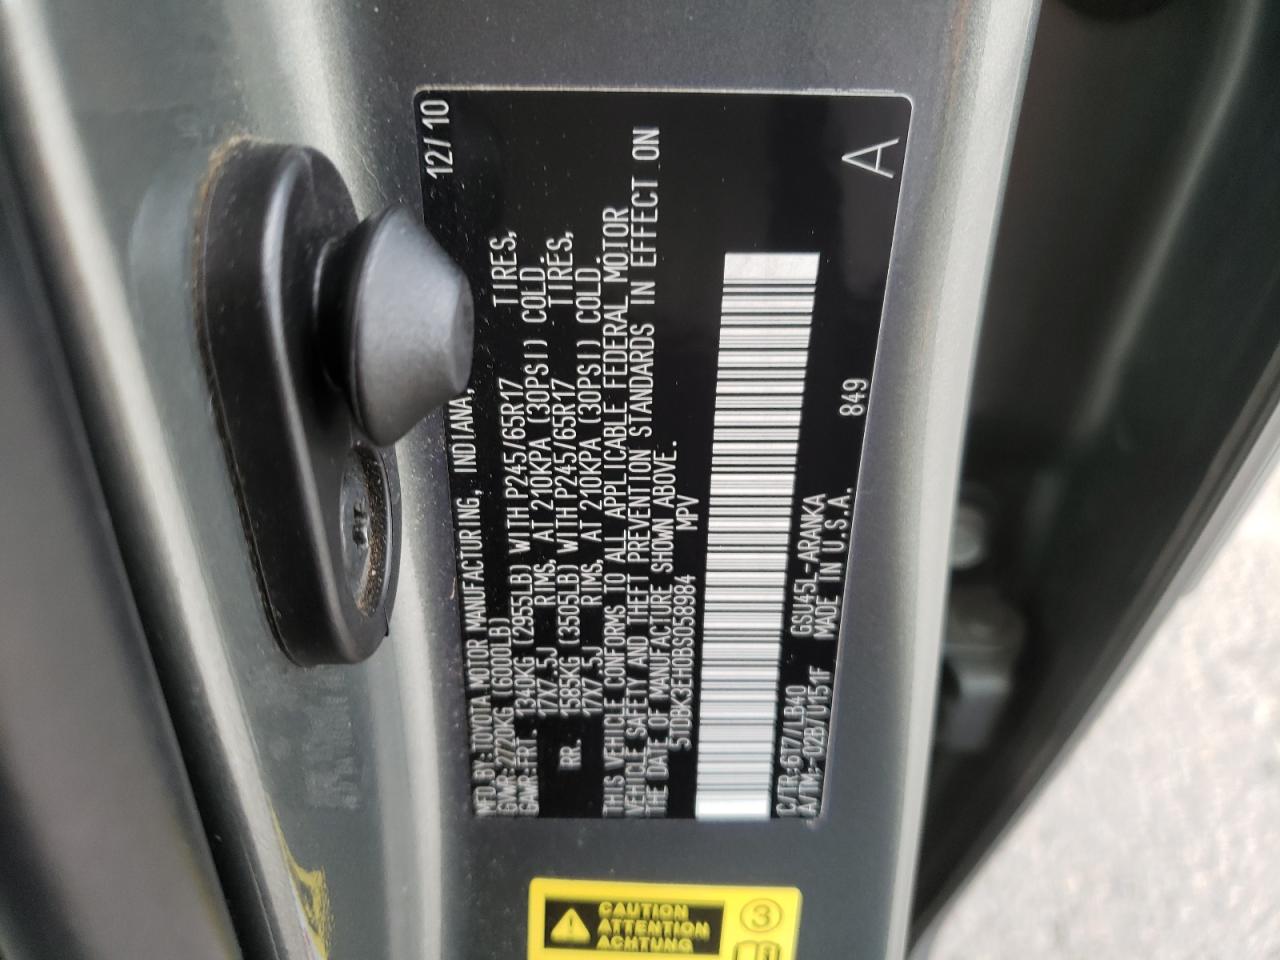 12/10
MFD. BY: TOYOTA MOTOR MANUFACTURING, INDIANA,
GVWR: 2720KG (6000LB)
GAWR: FRT. 1340KG (2955LB) WITH P245/65R17 TIRES,
17X7.5J RIMS, AT 210KPA (30PSI) COLD.
RR. 1585KG (3505LB) WITH P245/65R17 TIRES,
17X7.5J RIMS, AT 210KPA (30PSI) COLD.
THIS VEHICLE CONFORMS TO ALL APPLICABLE FEDERAL MOTOR
VEHICLE SAFETY AND THEFT PREVENTION STANDARDS IN EFFECT ON
THE DATE OF MANUFACTURE SHOWN ABOVE.
5TDBK3EH0BS058984 MPV
C/TR: 6T7/LB40 GSU45L-ARANKA 849
A/TM: -02B/U151F MADE IN U.S.A.
A
CAUTION
ATTENTION
ACHTUNG
3